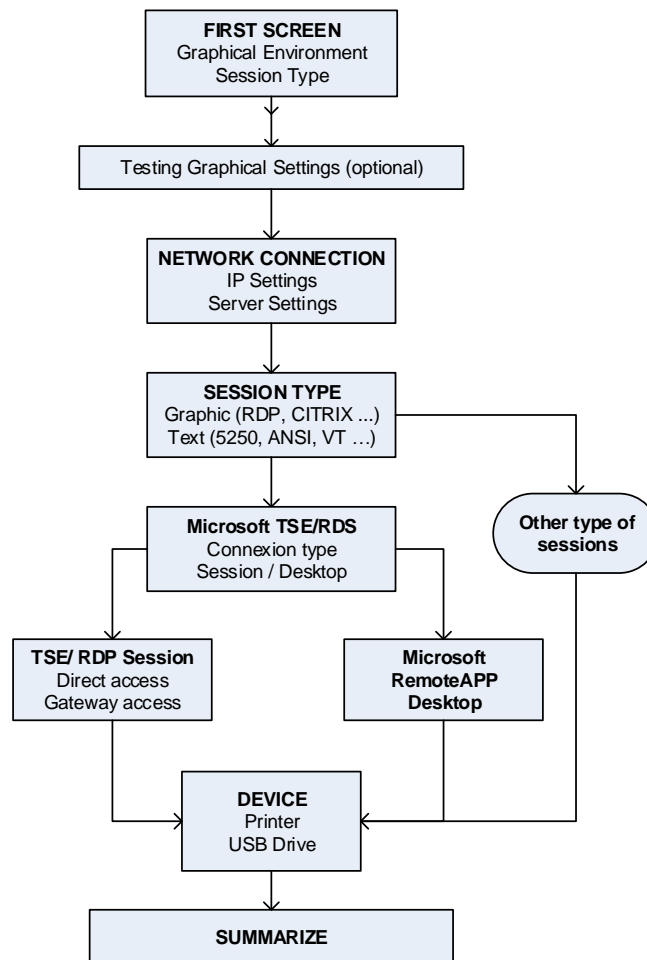 FIRST SCREEN
Graphical Environment
Session Type
Testing Graphical Settings (optional)
NETWORK CONNECTION
IP Settings
Server Settings
SESSION TYPE
Graphic (RDP, CITRIX ...)
Text (5250, ANSI, VT …)
Microsoft TSE/RDS
Connexion type
Session / Desktop
Other type of
sessions
TSE/ RDP Session
Direct access
Gateway access
Microsoft
RemoteAPP
Desktop
DEVICE
Printer
USB Drive
SUMMARIZE